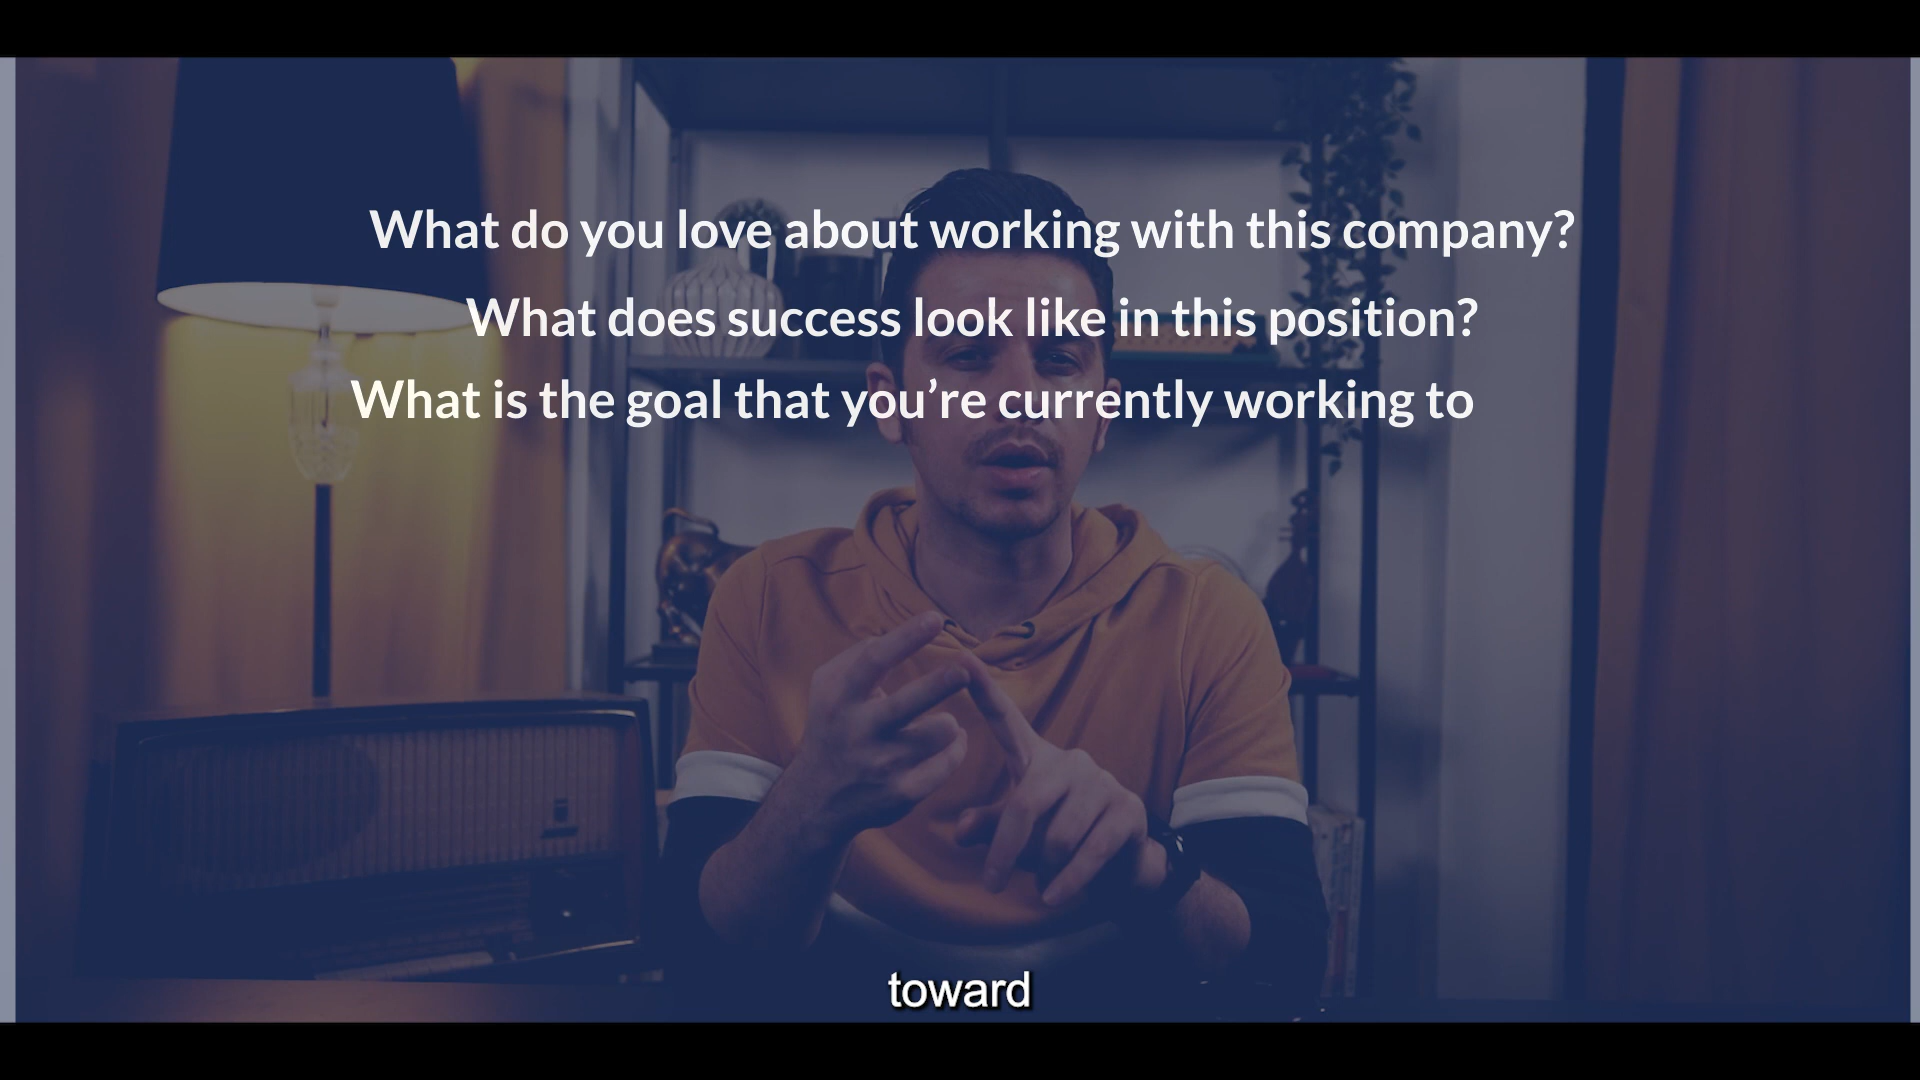 What do you love about working with this company?
What does success look like in this position?
What is the goal that you’re currently working to
toward